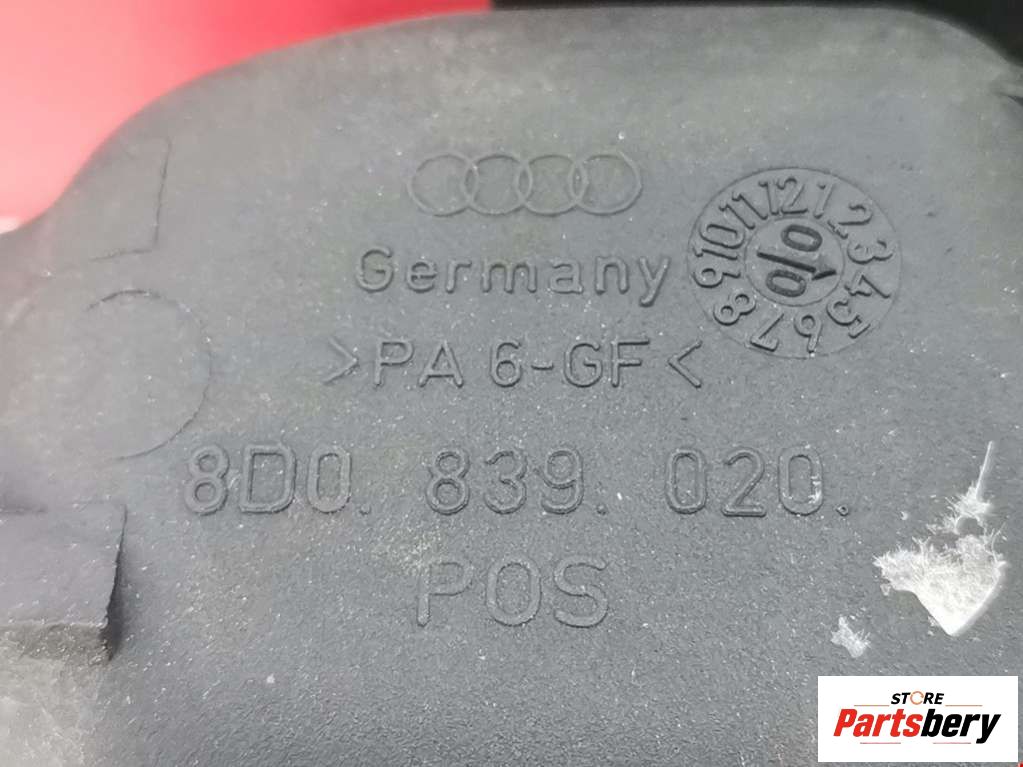 Germany
9 10 11 12 1 2 3 4 5 6 7 8
>PA 6-GF<
8D0. 839. 020.
POS
STORE
Partsbery